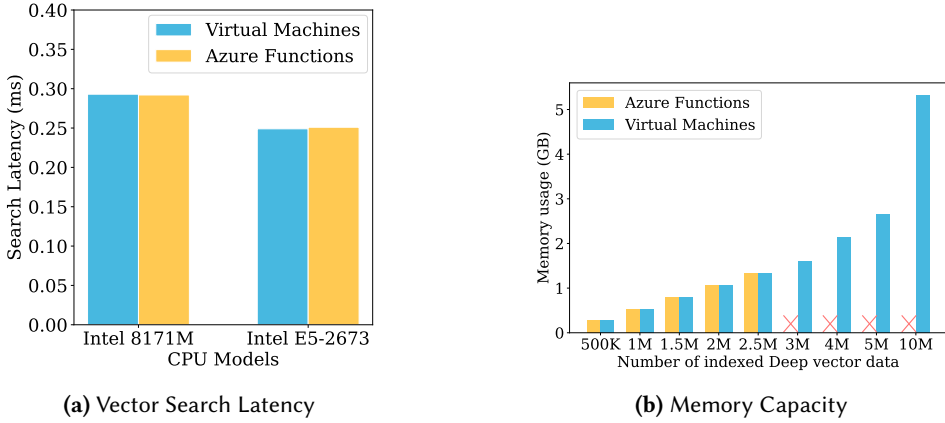 0.40
0.35
0.30
0.25
0.20
0.15
0.10
0.05
0.00
Search Latency (ms)
Virtual Machines
Azure Functions
Intel 8171M
Intel E5-2673
CPU Models
(a) Vector Search Latency
5
4
3
2
1
0
Memory usage (GB)
Azure Functions
Virtual Machines
500K 1M 1.5M 2M 2.5M 3M 4M 5M 10M
Number of indexed Deep vector data
(b) Memory Capacity